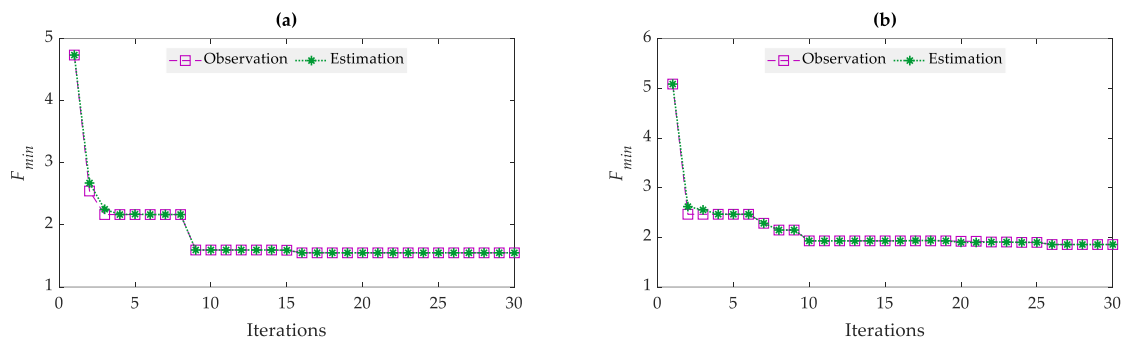 (a)
5
4
3
2
1
F_min
Observation
Estimation
0 5 10 15 20 25 30
Iterations
(b)
6
5
4
3
2
1
F_min
Observation
Estimation
0 5 10 15 20 25 30
Iterations